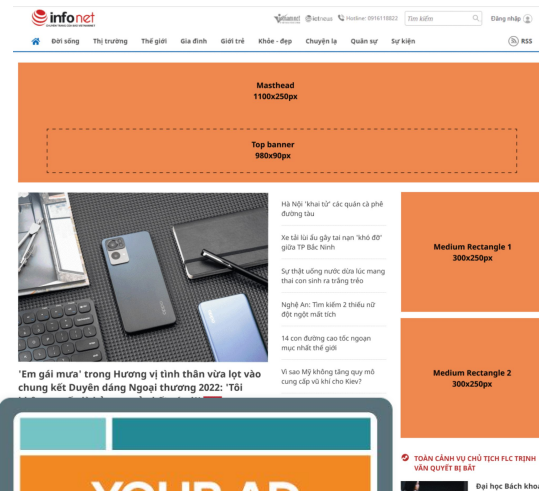 infonet
Hotline: 0916118822
Tìm kiếm
Đăng nhập
Đời sống
Thị trường
Thế giới
Gia đình
Giới trẻ
Khỏe - đẹp
Chuyện lạ
Quân sự
Sự kiện
RSS
Masthead
1100x250px
Top banner
980x90px
Hà Nội 'khai tử' các quán cà phê
đường tàu
Xe tải lùi ẩu gây tai nạn "khó đỡ"
giữa TP Bắc Ninh
Sự thật uống nước dừa lúc mang
thai con sinh ra trắng trẻo
Nghệ An: Tìm kiếm 2 thiếu nữ
đột ngột mất tích
14 con đường cao tốc ngoạn
mục nhất thế giới
Vì sao Mỹ không tăng quy mô
cung cấp vũ khí cho Kiev?
Medium Rectangle 1
300x250px
Medium Rectangle 2
300x250px
'Em gái mưa' trong Hương vị tình thân vừa lọt vào
chung kết Duyên dáng Ngoại thương 2022: 'Tôi
TOÀN CẢNH VỤ CHỦ TỊCH FLC TRỊNH
VĂN QUYẾT BỊ BẮT
Đại học Bách khoa
YOUR AD